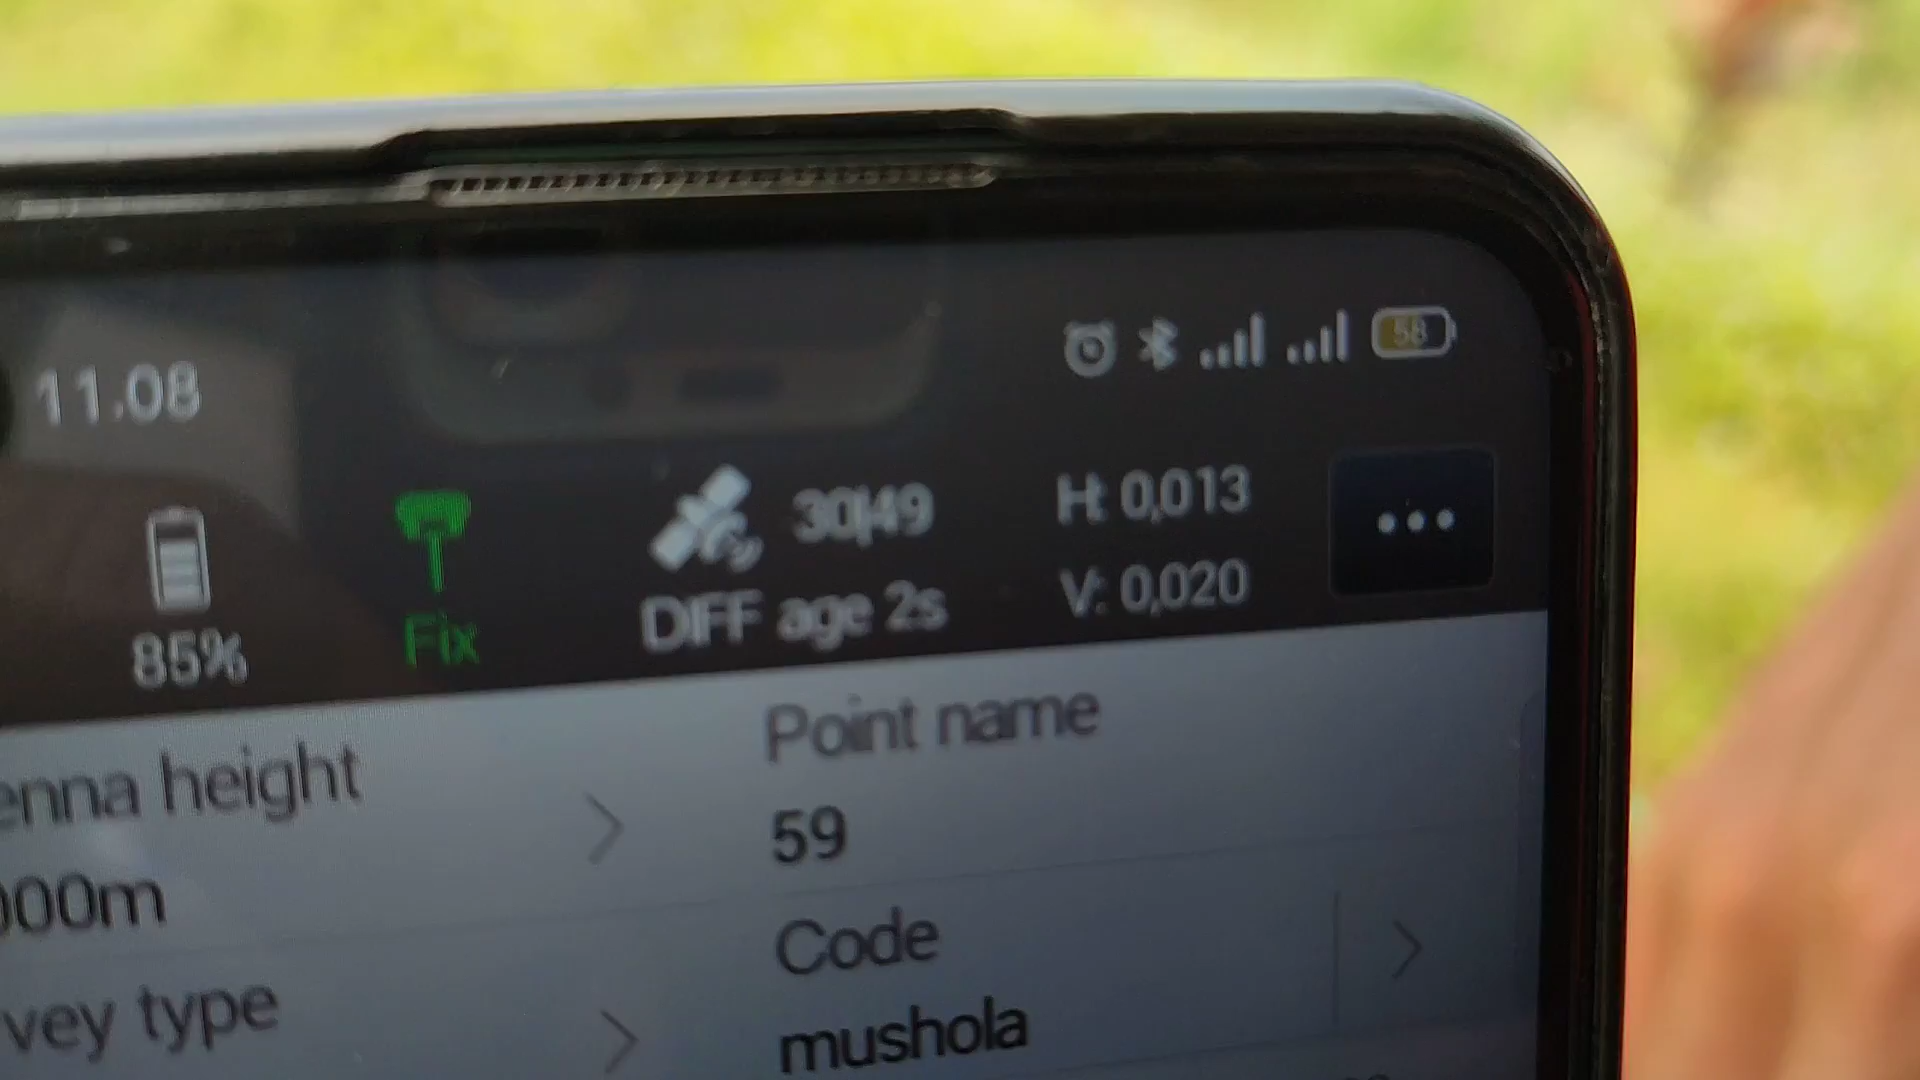 11.08
58
85%
Fix
30|49
DIFF age 2s
H: 0,013
V: 0,020
enna height
000m
Point name
59
vey type
Code
mushola